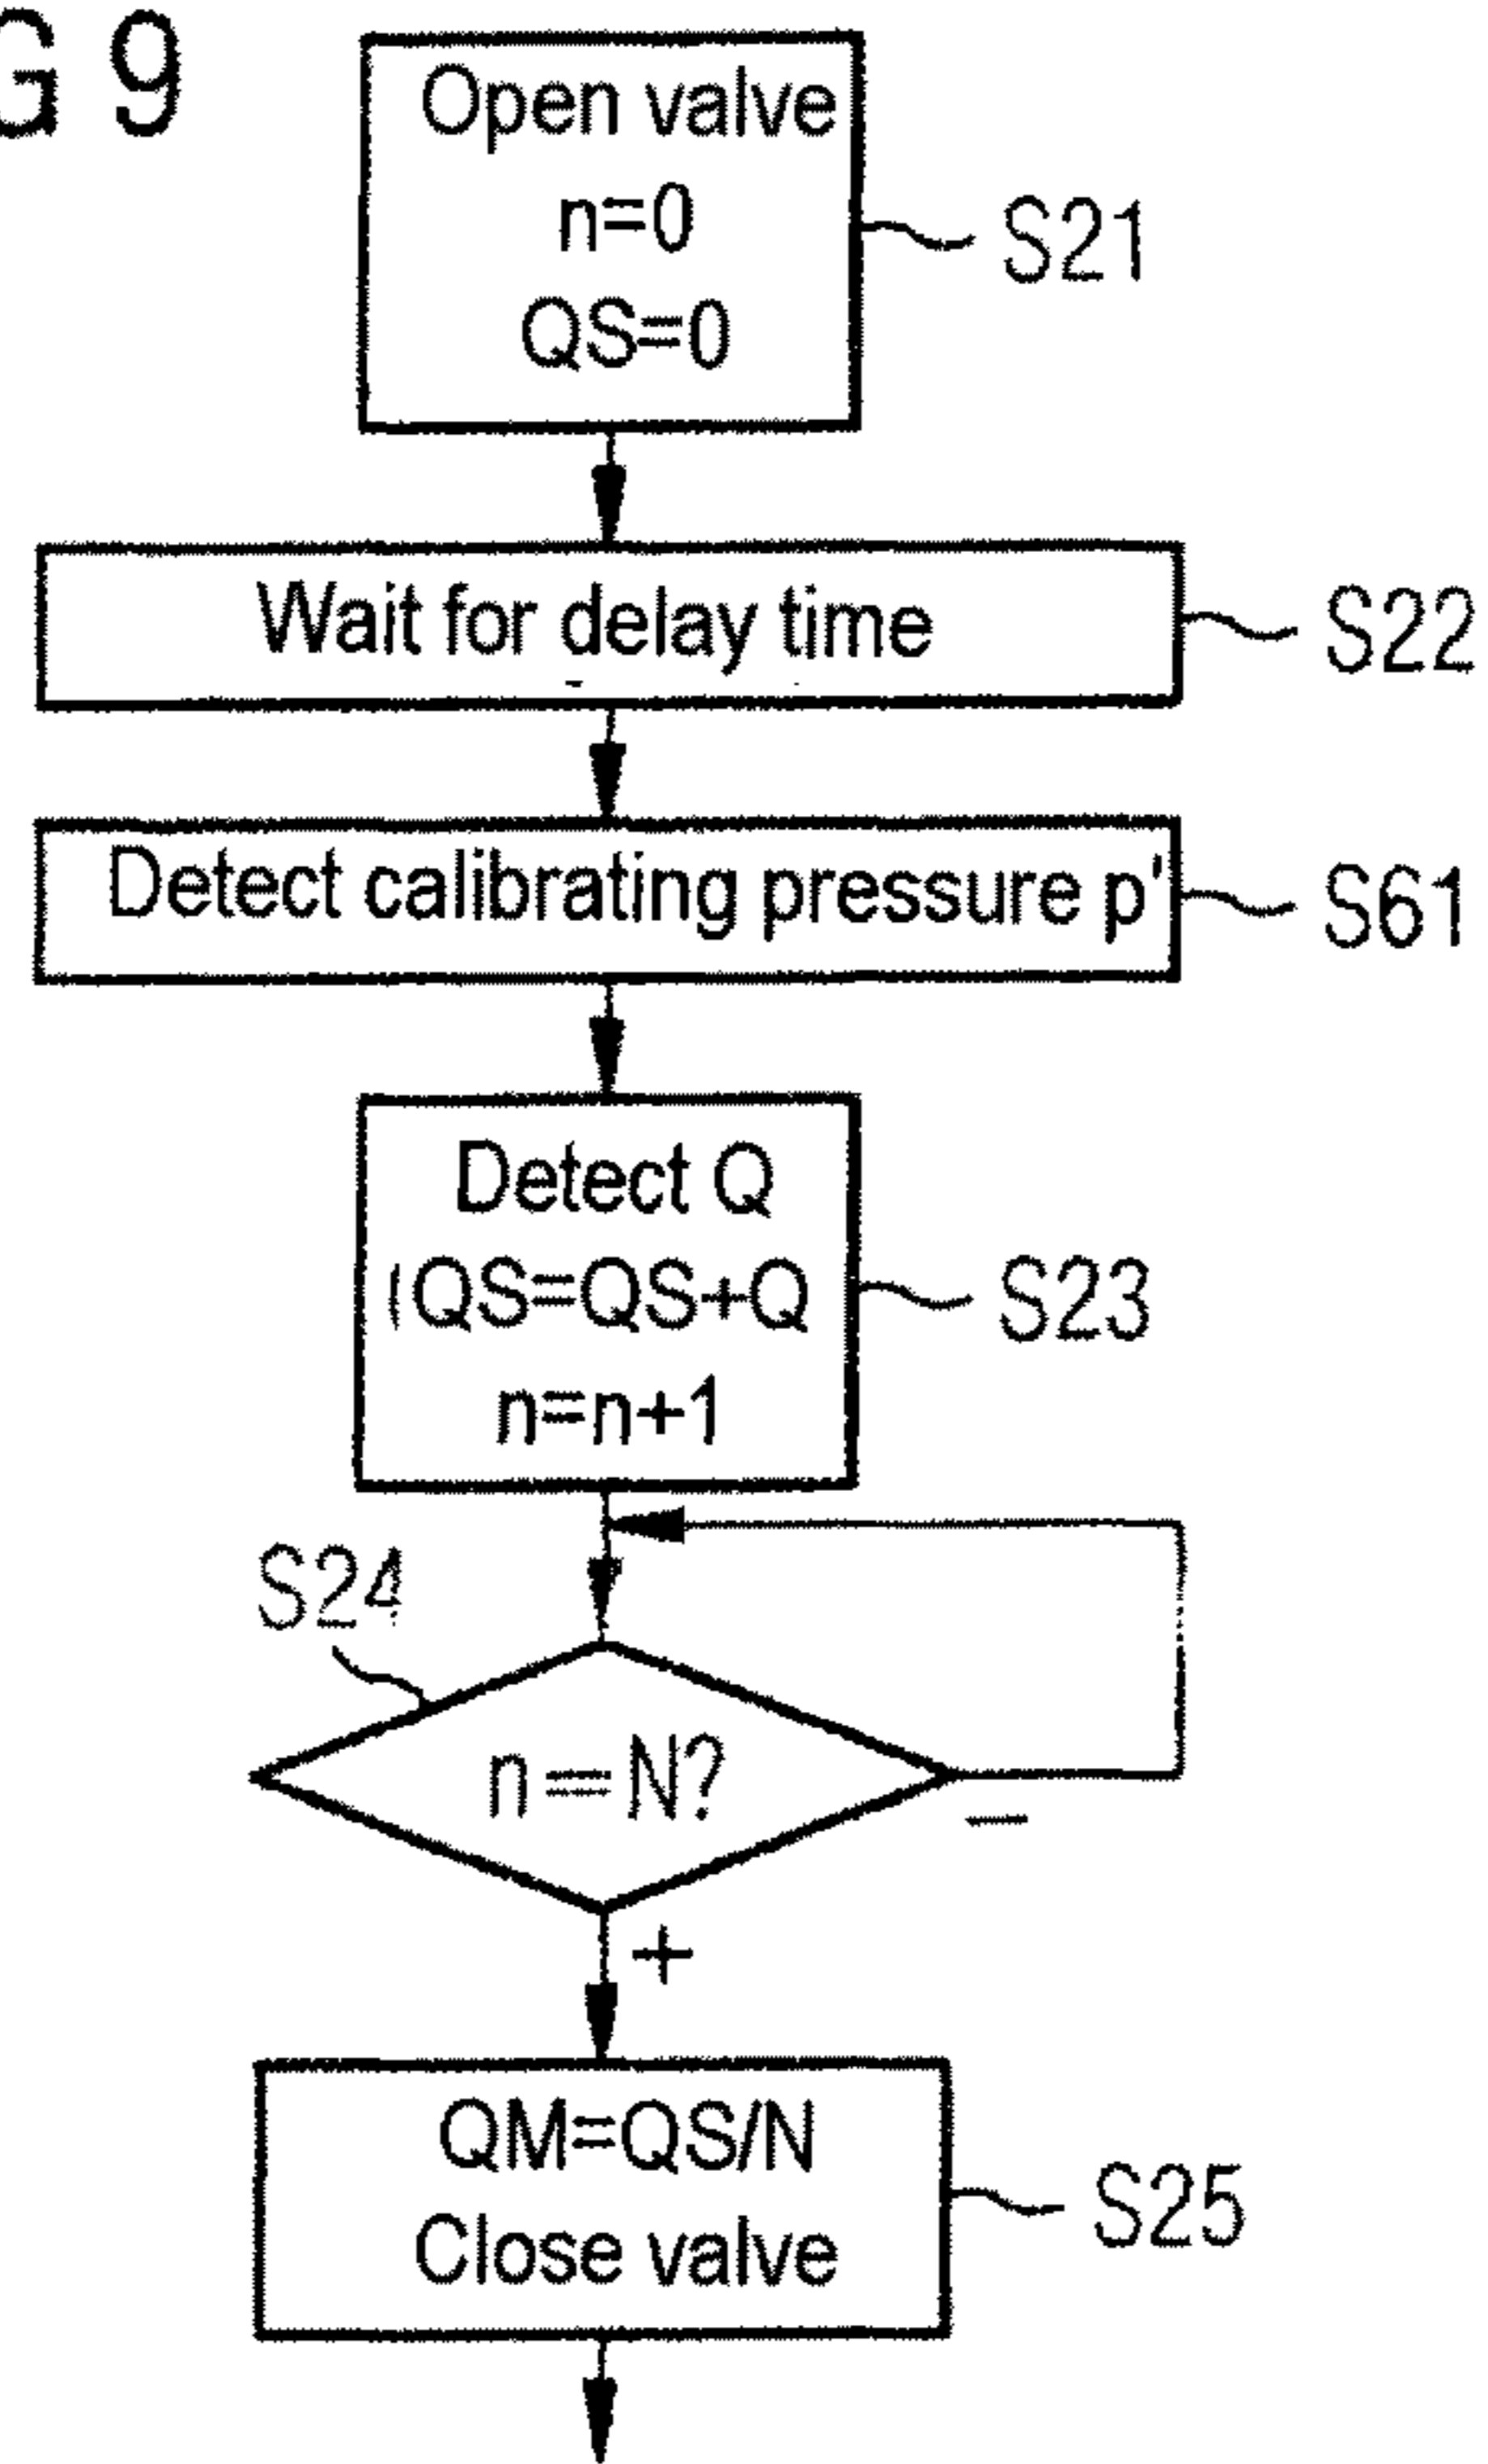 G 9
Open valve
n=0
QS=0
S21
Wait for delay time
S22
Detect calibrating pressure p'
S61
Detect Q
QS=QS+Q
n=n+1
S23
S24
n=N?
−
+
QM=QS/N
Close valve
S25